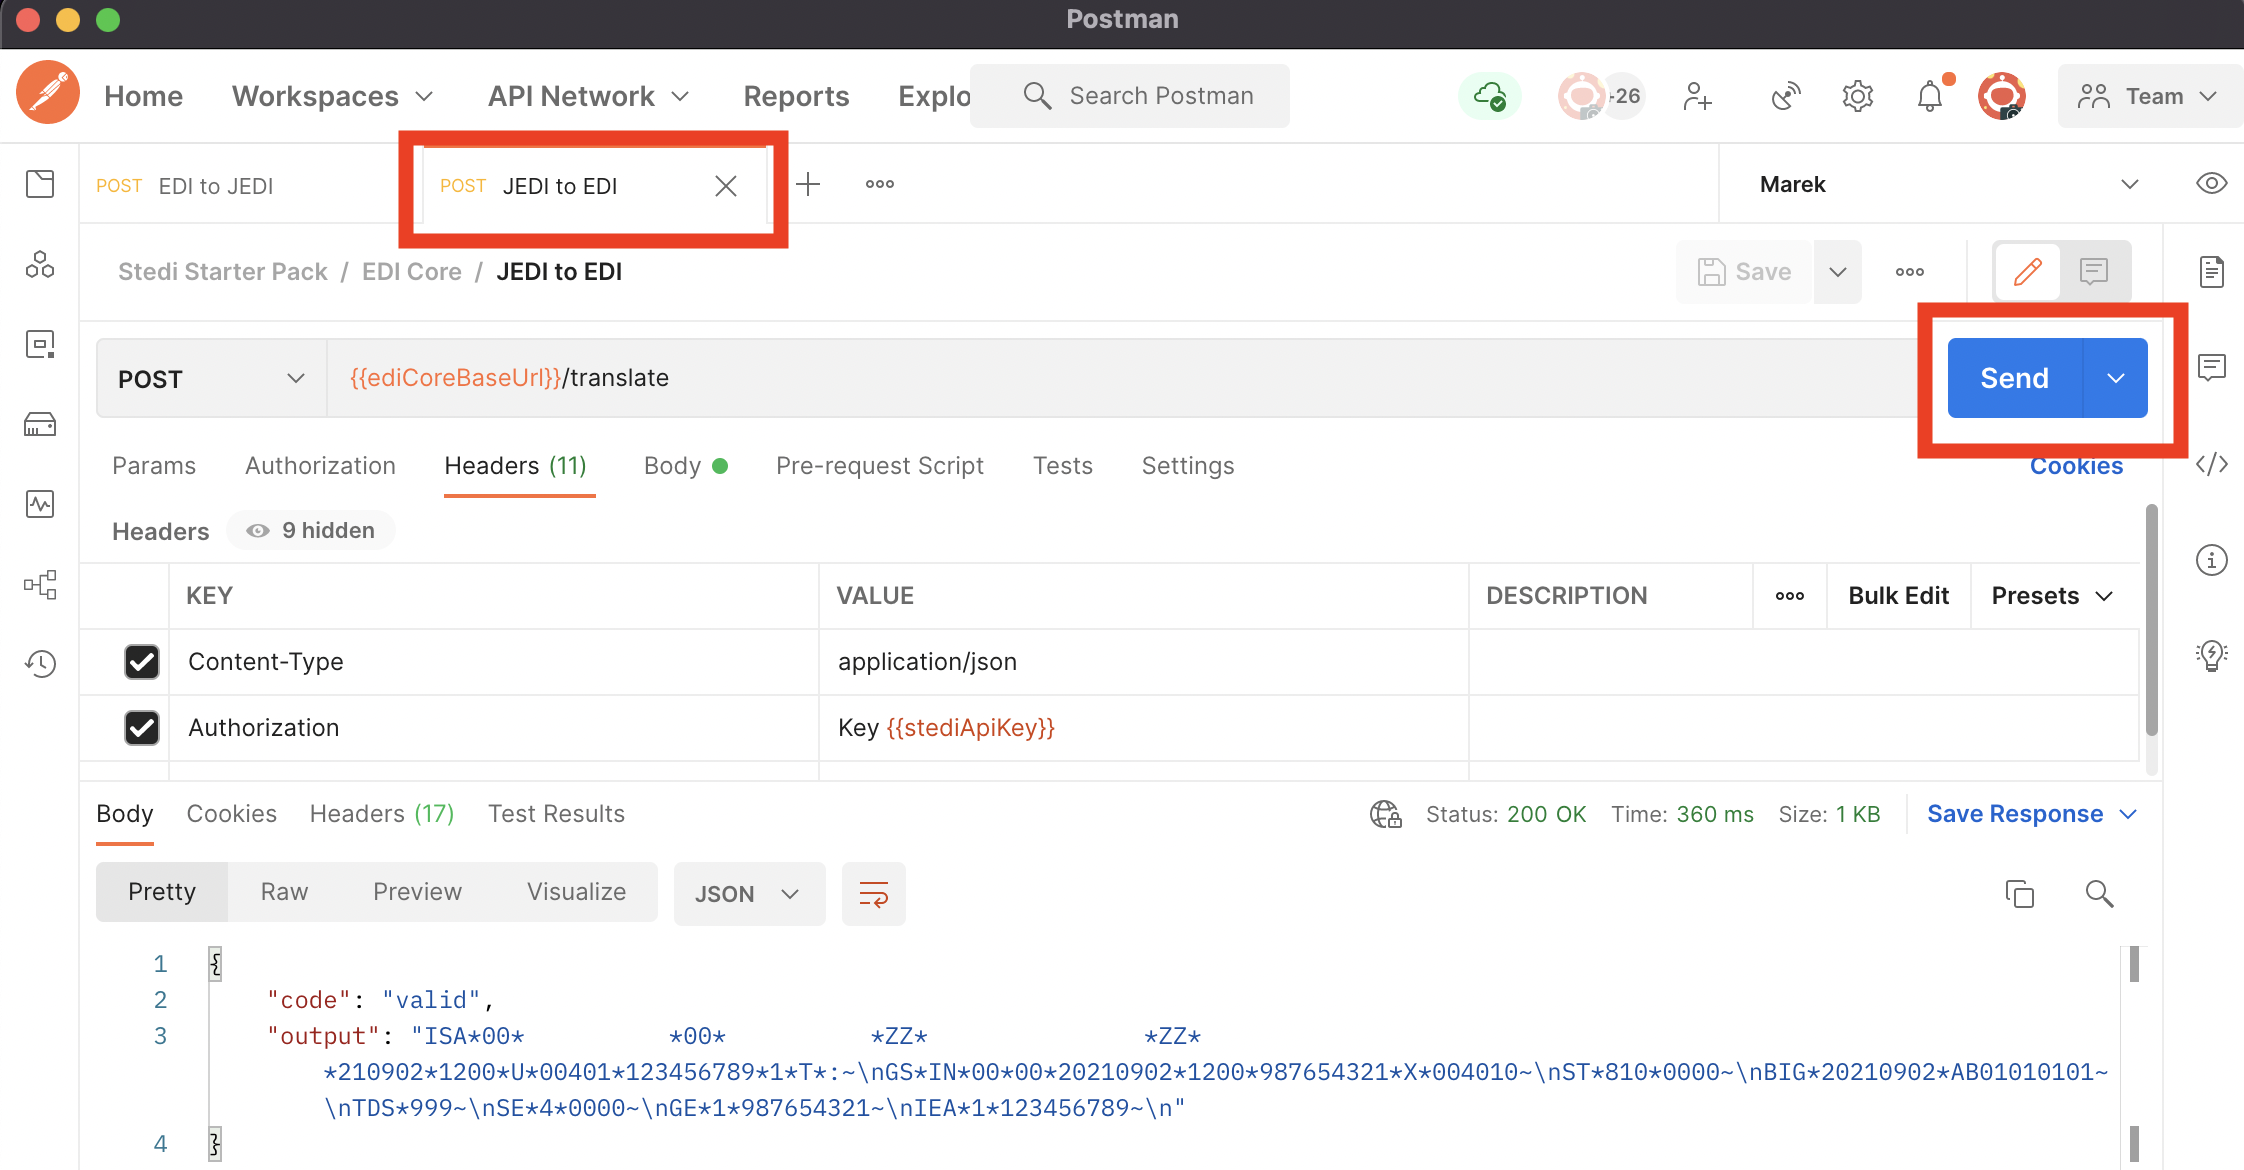 Postman
Home Workspaces API Network Reports Explo Search Postman +26 Team
POST EDI to JEDI POST JEDI to EDI Marek
Stedi Starter Pack / EDI Core / JEDI to EDI Save
POST {{ediCoreBaseUrl}}/translate Send
Params Authorization Headers (11) Body Pre-request Script Tests Settings Cookies
Headers 9 hidden
KEY VALUE DESCRIPTION Bulk Edit Presets
Content-Type application/json
Authorization Key {{stediApiKey}}
Body Cookies Headers (17) Test Results Status: 200 OK Time: 360 ms Size: 1 KB Save Response
Pretty Raw Preview Visualize JSON
1 {
2 "code": "valid",
3 "output": "ISA*00*          *00*          *ZZ*               *ZZ*
*210902*1200*U*00401*123456789*1*T*:~\nGS*IN*00*00*20210902*1200*987654321*X*004010~\nST*810*0000~\nBIG*20210902*AB01010101~
\nTDS*999~\nSE*4*0000~\nGE*1*987654321~\nIEA*1*123456789~\n"
4 }